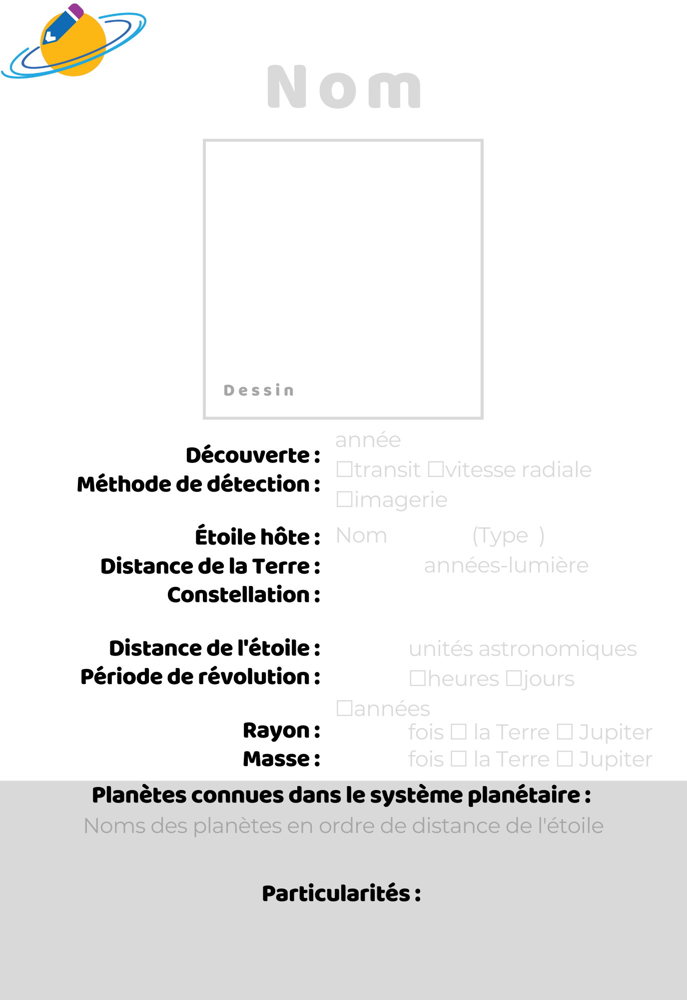 Nom
Dessin
Découverte : année
Méthode de détection : ☐transit ☐vitesse radiale
☐imagerie
Étoile hôte : Nom (Type )
Distance de la Terre : années-lumière
Constellation :
Distance de l'étoile : unités astronomiques
Période de révolution : ☐heures ☐jours
☐années
Rayon : fois ☐ la Terre ☐ Jupiter
Masse : fois ☐ la Terre ☐ Jupiter
Planètes connues dans le système planétaire :
Noms des planètes en ordre de distance de l'étoile
Particularités :